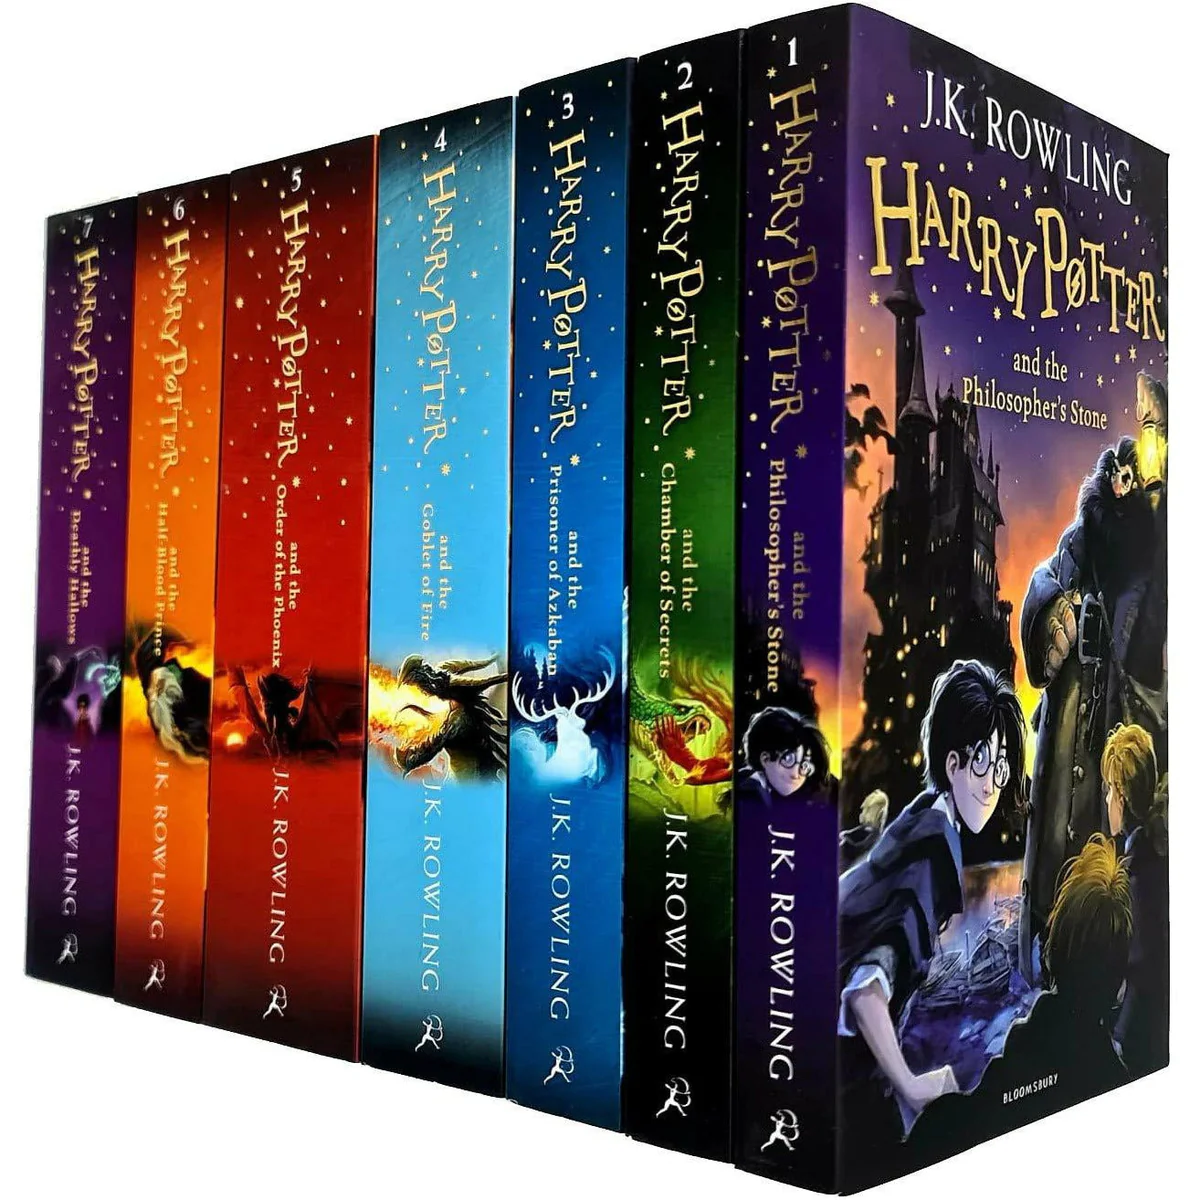 7
HARRY POTTER
and the
Deathly Hallows
J.K. ROWLING
6
HARRY POTTER
and the
Half-Blood Prince
J.K. ROWLING
5
HARRY POTTER
and the
Order of the Phoenix
J.K. ROWLING
4
HARRY POTTER
and the
Goblet of Fire
J.K. ROWLING
3
HARRY POTTER
and the
Prisoner of Azkaban
J.K. ROWLING
2
HARRY POTTER
and the
Chamber of Secrets
J.K. ROWLING
1
HARRY POTTER
and the
Philosopher's Stone
J.K. ROWLING
J.K. ROWLING
HARRY POTTER
and the
Philosopher's Stone
BLOOMSBURY